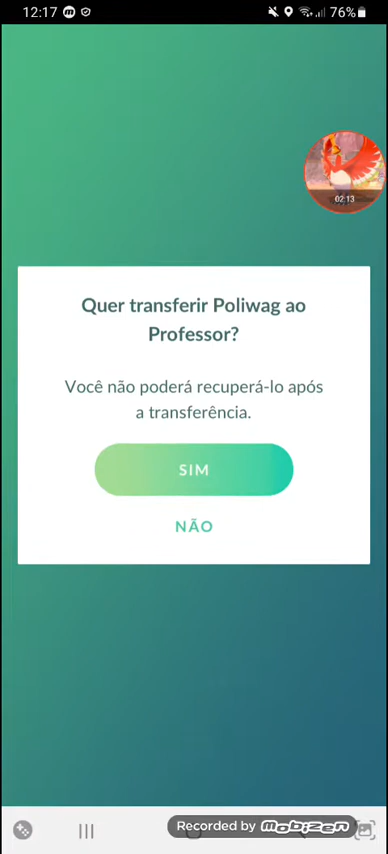 12:17 76%
02:13
Quer transferir Poliwag ao
Professor?
Você não poderá recuperá-lo após
a transferência.
SIM
NÃO
Recorded by Mobizen